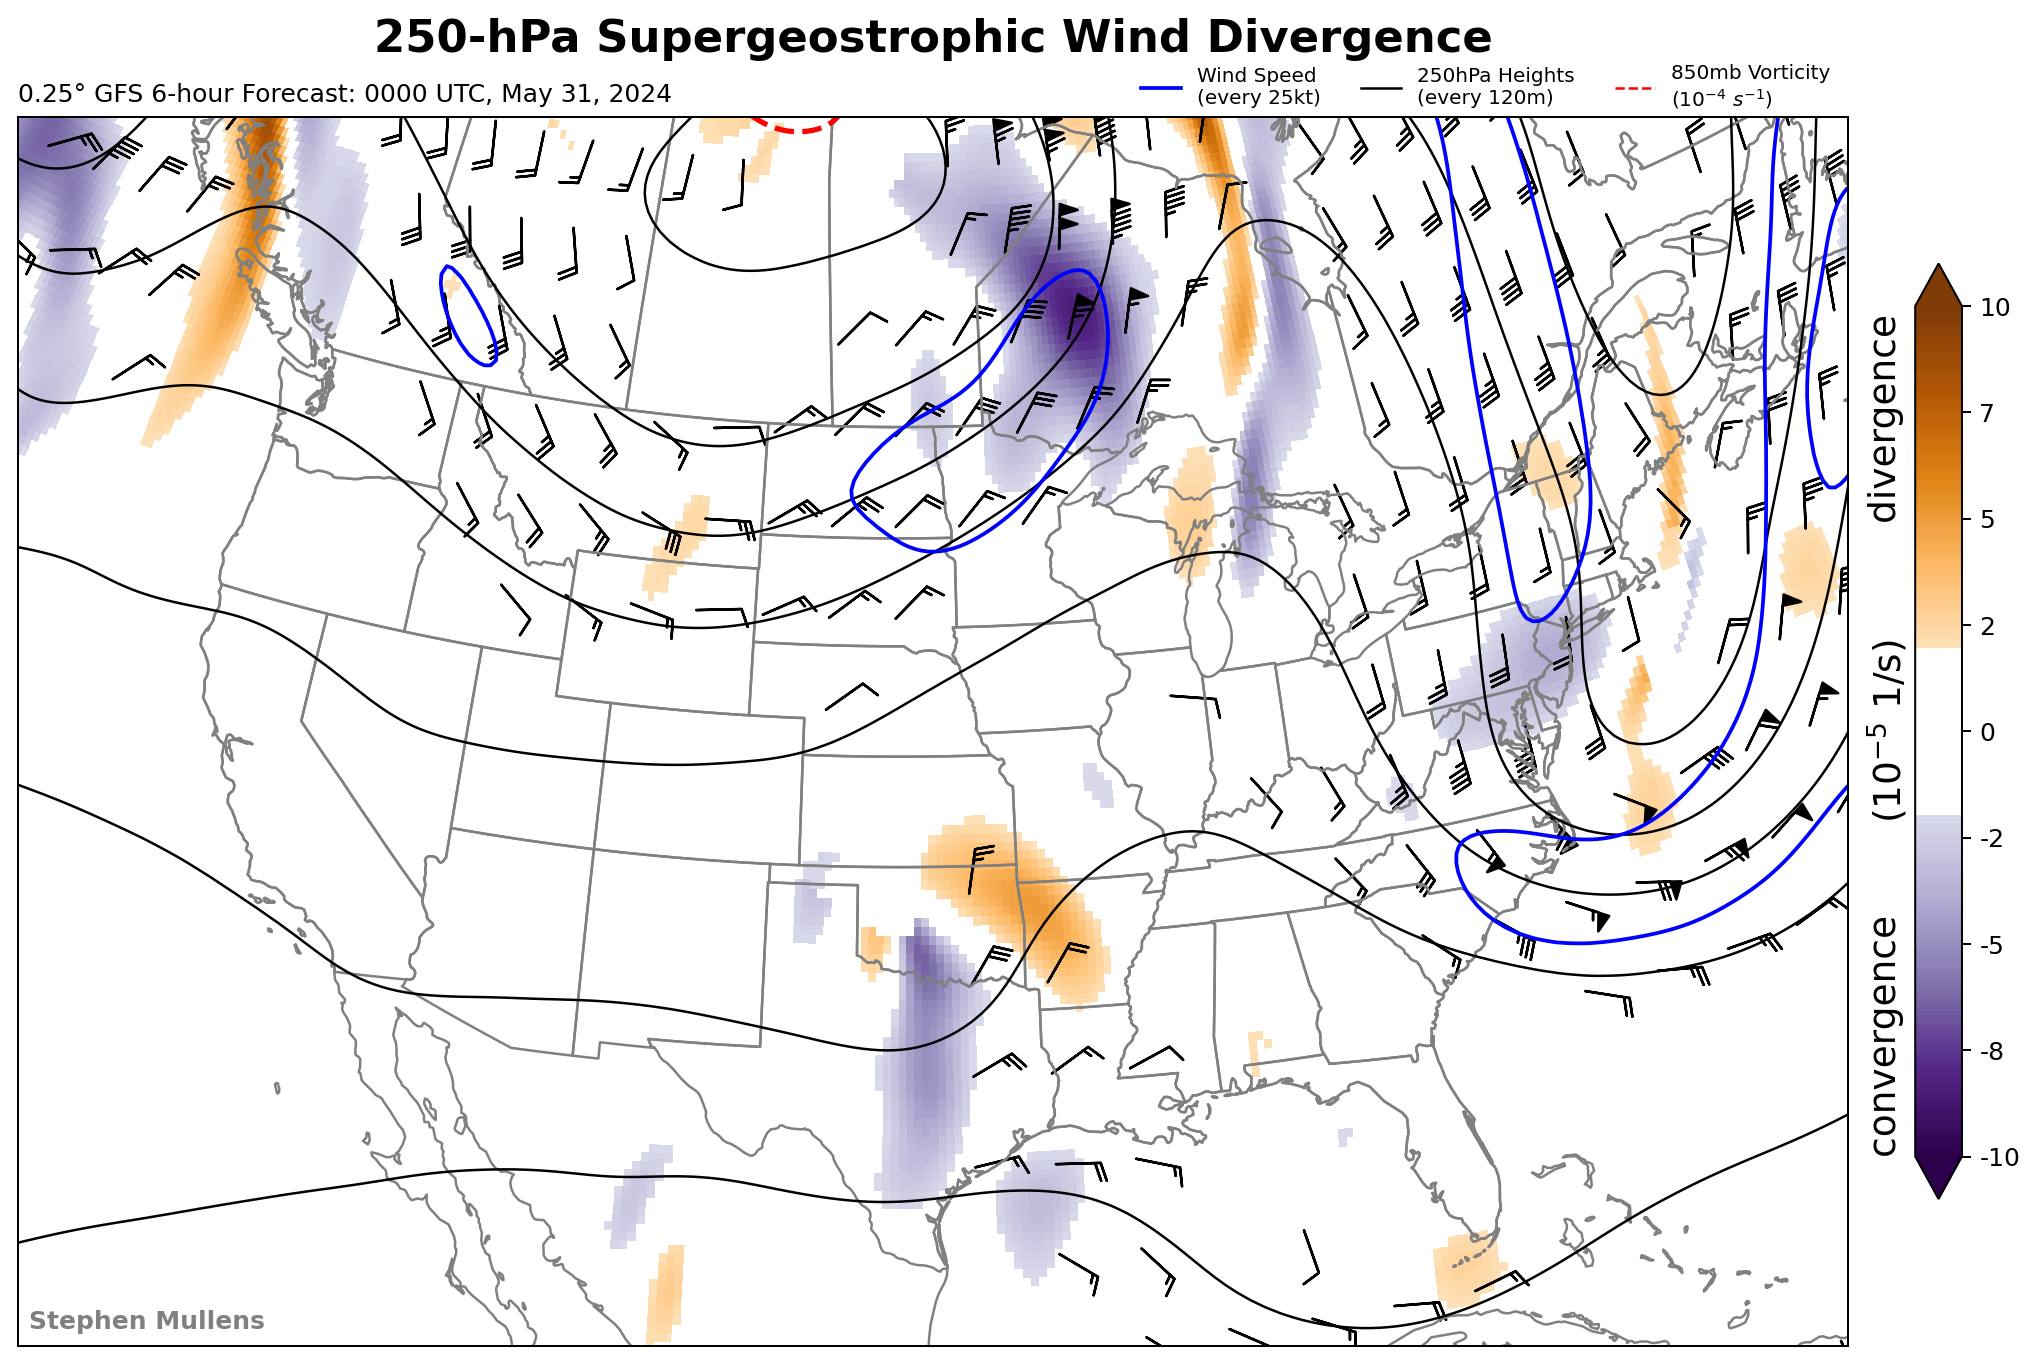 250-hPa Supergeostrophic Wind Divergence
0.25° GFS 6-hour Forecast: 0000 UTC, May 31, 2024
Wind Speed
(every 25kt)
250hPa Heights
(every 120m)
850mb Vorticity
(10⁻⁴ s⁻¹)
10
7
5
2
0
-2
-5
-8
-10
convergence (10⁻⁵ 1/s) divergence
Stephen Mullens